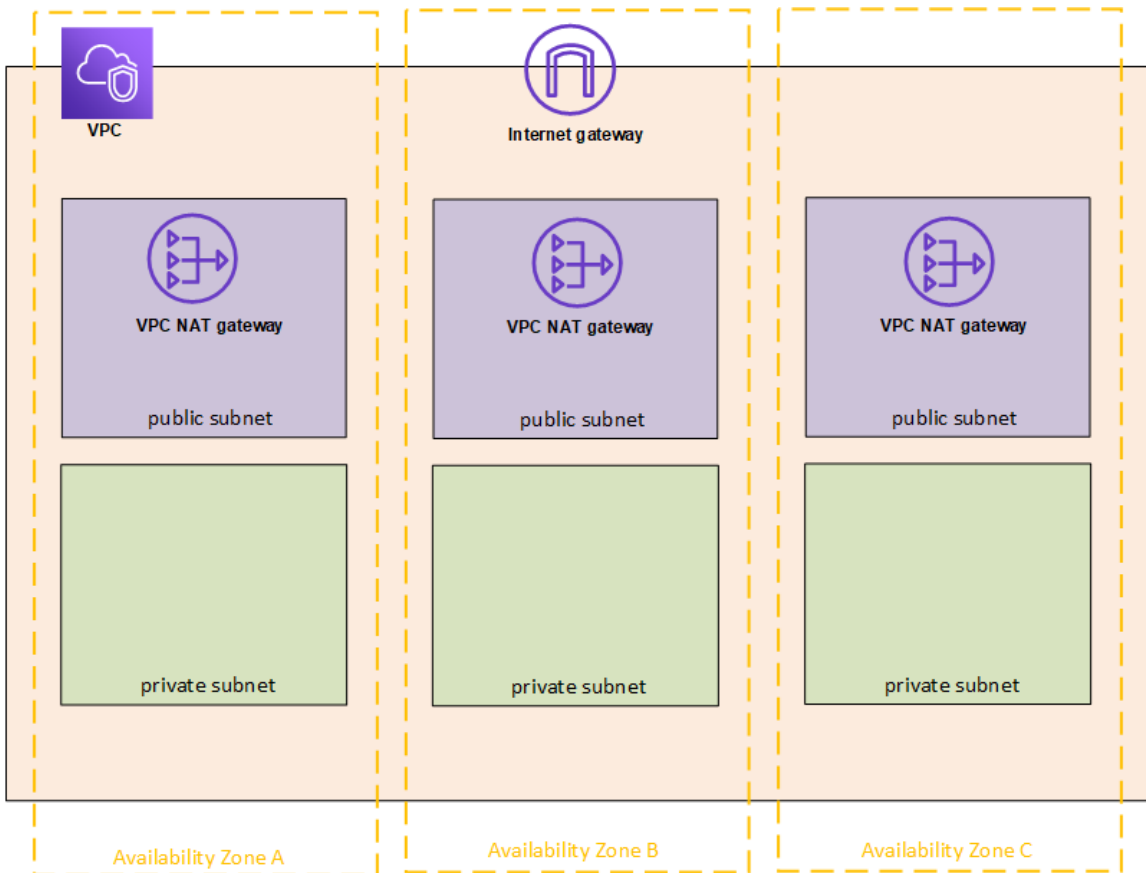 VPC
Internet gateway
VPC NAT gateway
VPC NAT gateway
VPC NAT gateway
public subnet
public subnet
public subnet
private subnet
private subnet
private subnet
Availability Zone A
Availability Zone B
Availability Zone C